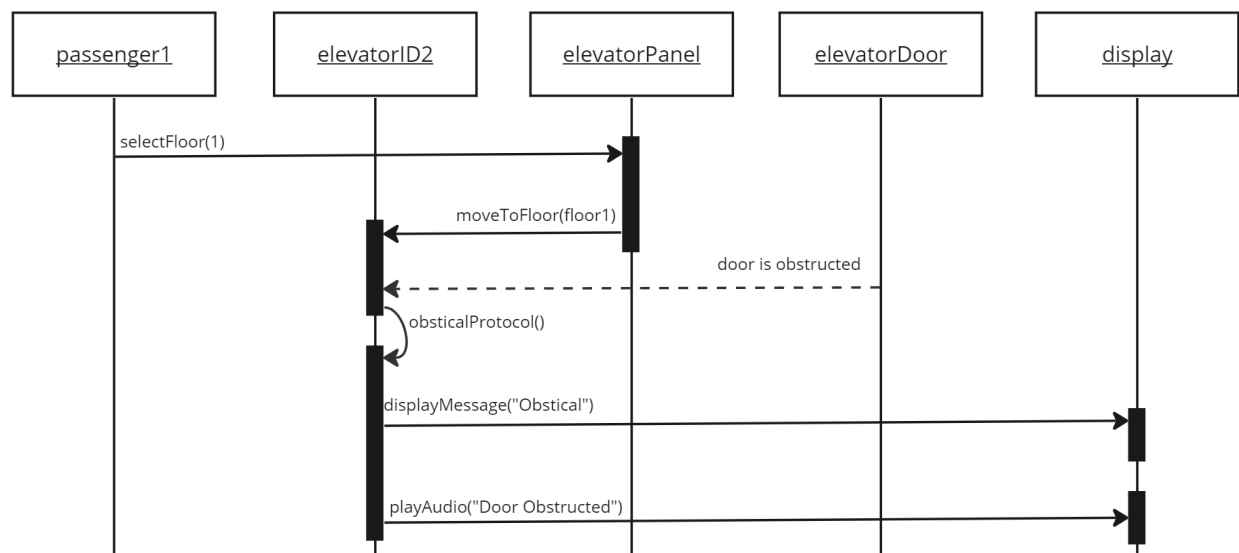 passenger1
elevatorID2
elevatorPanel
elevatorDoor
display
selectFloor(1)
moveToFloor(floor1)
door is obstructed
obsticalProtocol()
displayMessage("Obstical")
playAudio("Door Obstructed")